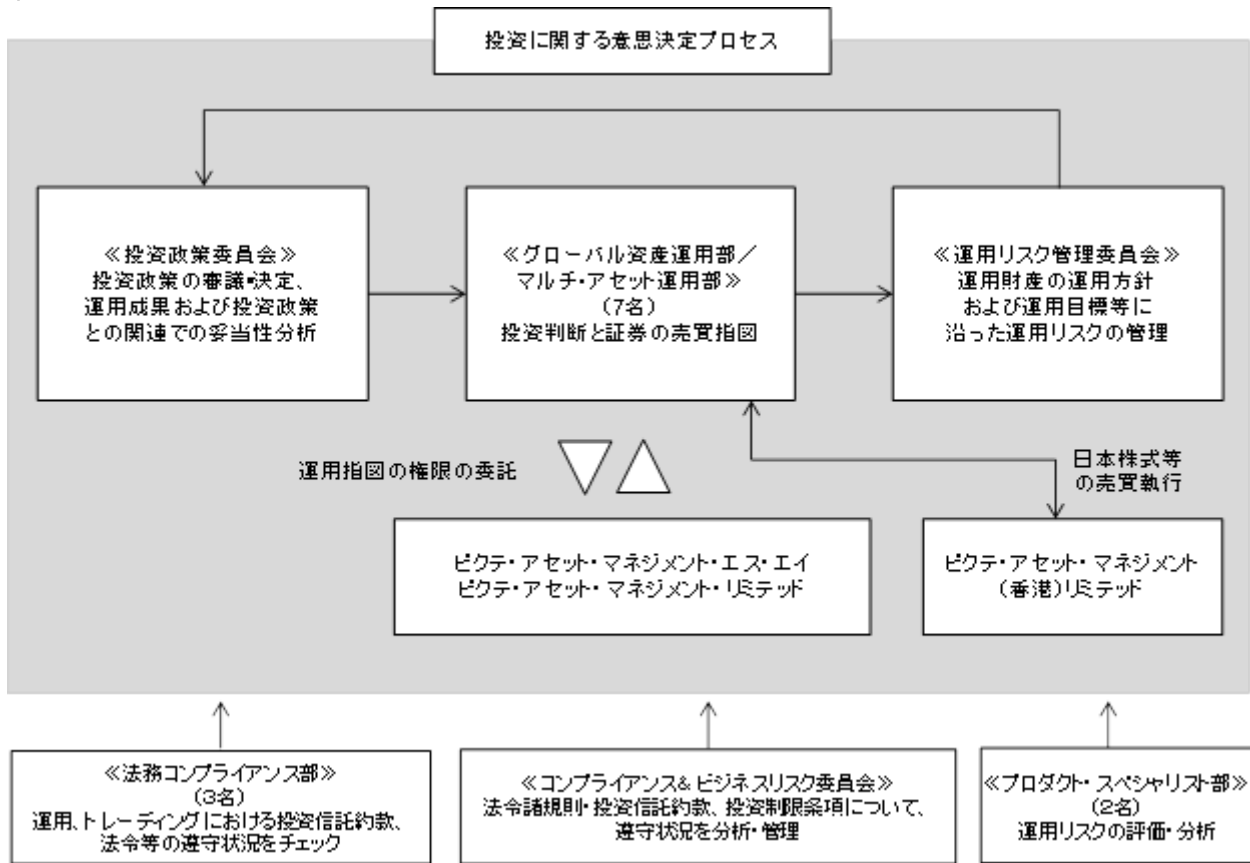 投資に関する意思決定プロセス
≪投資政策委員会≫
投資政策の審議・決定、
運用成果および投資政策
との関連での妥当性分析
≪グローバル資産運用部／
マルチ・アセット運用部≫
(7名)
投資判断と証券の売買指図
≪運用リスク管理委員会≫
運用財産の運用方針
および運用目標等に
沿った運用リスクの管理
運用指図の権限の委託
日本株式等
の売買執行
ピクテ・アセット・マネジメント・エス・エイ
ピクテ・アセット・マネジメント・リミテッド
ピクテ・アセット・マネジメント
(香港)リミテッド
≪法務コンプライアンス部≫
(3名)
運用、トレーディングにおける投資信託約款、
法令等の遵守状況をチェック
≪コンプライアンス&ビジネスリスク委員会≫
法令諸規則・投資信託約款、投資制限条項について、
遵守状況を分析・管理
≪プロダクト・スペシャリスト部≫
(2名)
運用リスクの評価・分析